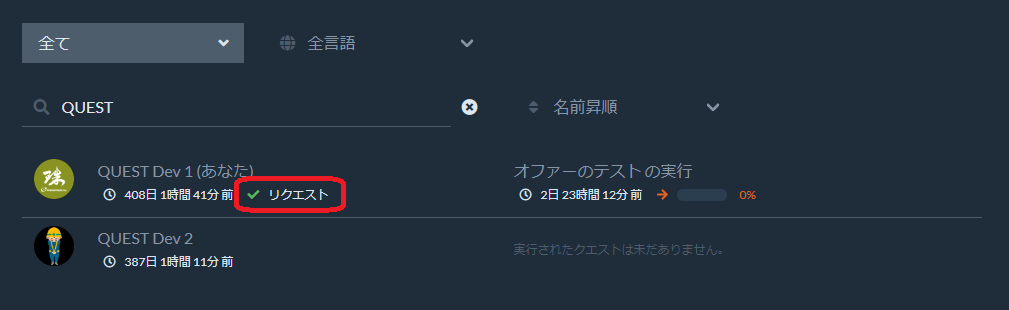 全て
全言語
QUEST
名前昇順
QUEST Dev 1 (あなた)
オファーのテスト の実行
408日 1時間 41分 前 リクエスト
2日 23時間 12分 前 0%
QUEST Dev 2
387日 1時間 11分 前
実行されたクエストは未だありません。